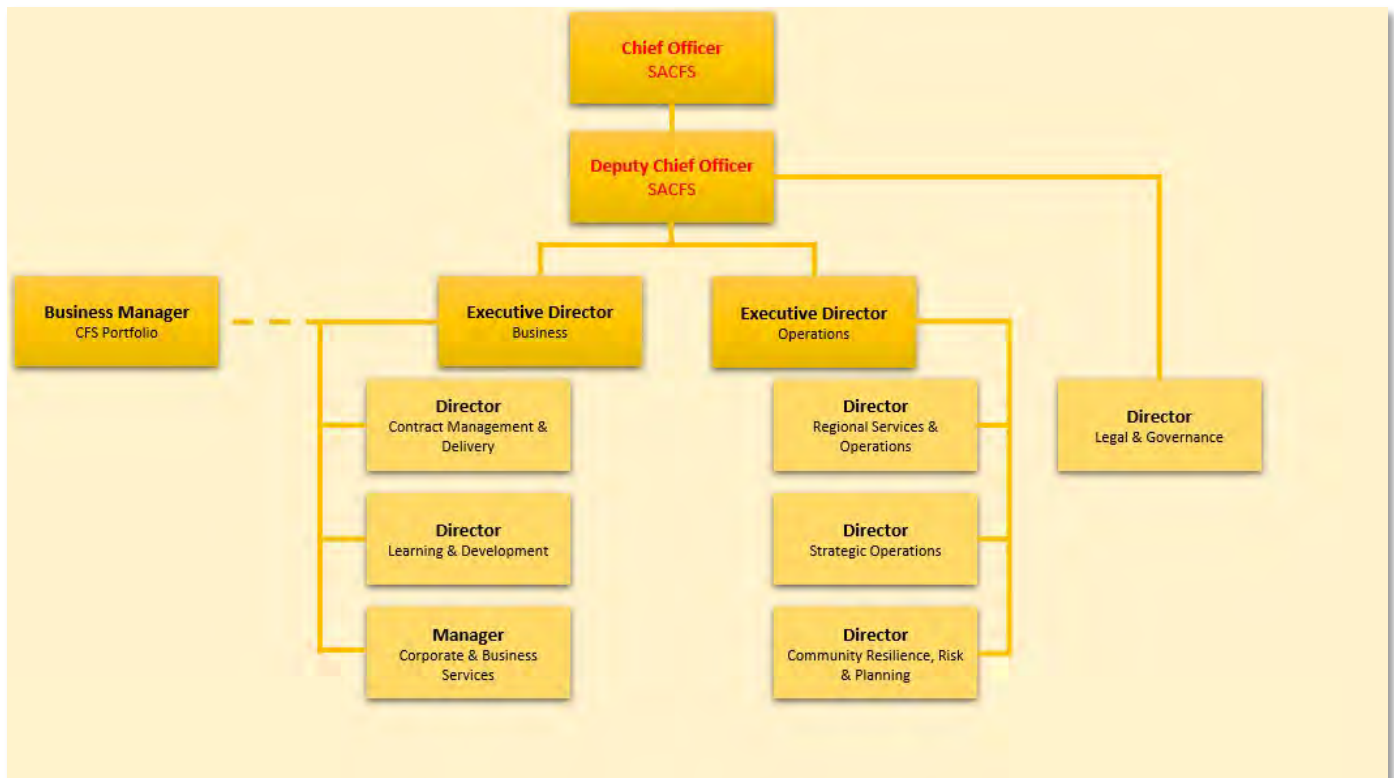 Chief Officer
SACFS
Deputy Chief Officer
SACFS
Business Manager
CFS Portfolio
Executive Director
Business
Executive Director
Operations
Director
Contract Management &
Delivery
Director
Regional Services &
Operations
Director
Legal & Governance
Director
Learning & Development
Director
Strategic Operations
Manager
Corporate & Business
Services
Director
Community Resilience, Risk
& Planning